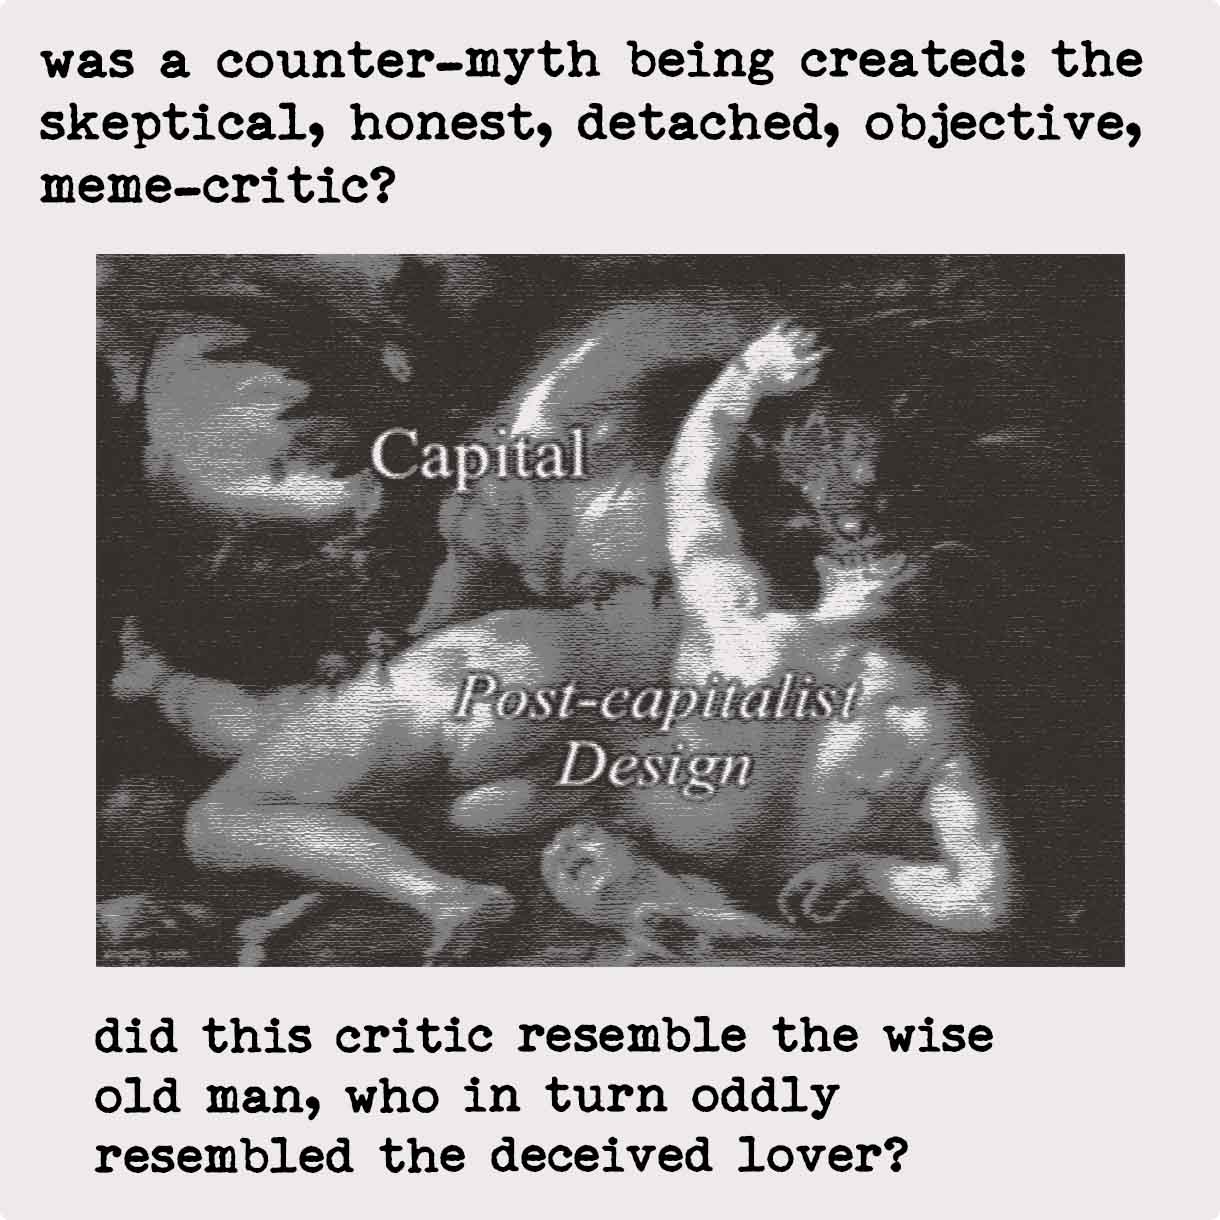 was a counter-myth being created: the
skeptical, honest, detached, objective,
meme-critic?
Capital
Post-capitalist
Design
did this critic resemble the wise
old man, who in turn oddly
resembled the deceived lover?